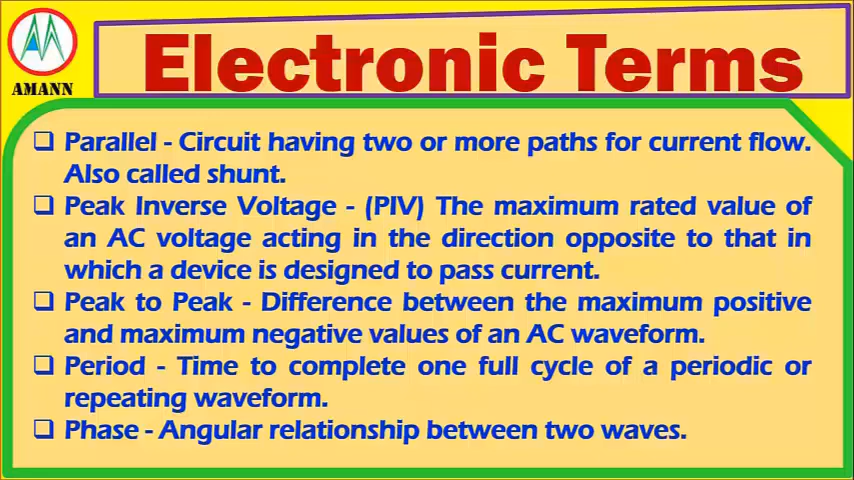 AMANN
Electronic Terms
❑ Parallel - Circuit having two or more paths for current flow.
Also called shunt.
❑ Peak Inverse Voltage - (PIV) The maximum rated value of
an AC voltage acting in the direction opposite to that in
which a device is designed to pass current.
❑ Peak to Peak - Difference between the maximum positive
and maximum negative values of an AC waveform.
❑ Period - Time to complete one full cycle of a periodic or
repeating waveform.
❑ Phase - Angular relationship between two waves.